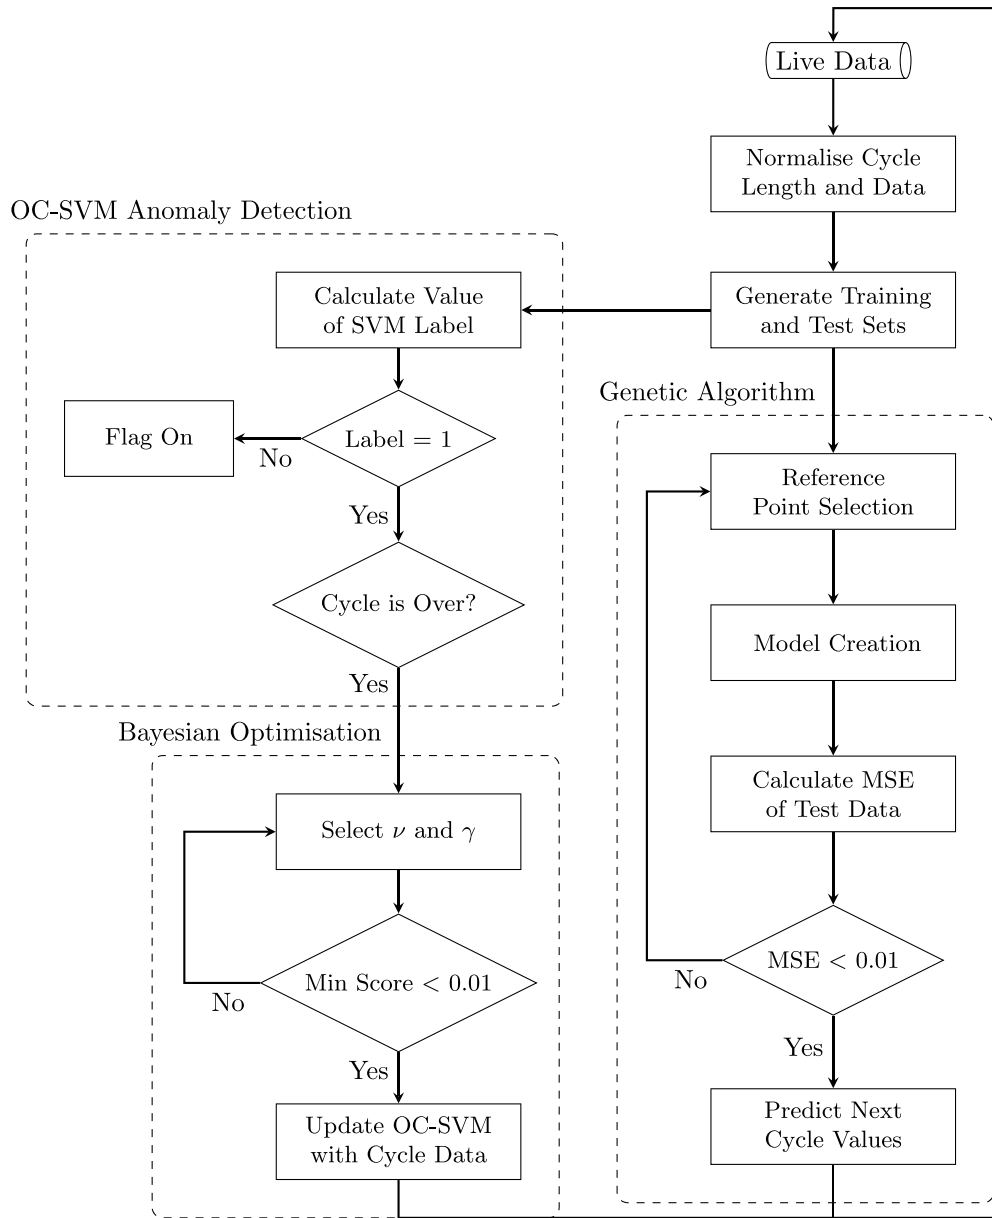 Live Data
Normalise Cycle
Length and Data
OC-SVM Anomaly Detection
Calculate Value
of SVM Label
Generate Training
and Test Sets
Genetic Algorithm
Flag On
No
Label = 1
Yes
Reference
Point Selection
Cycle is Over?
Yes
Model Creation
Bayesian Optimisation
Select ν and γ
Calculate MSE
of Test Data
Min Score < 0.01
No
Yes
MSE < 0.01
No
Yes
Update OC-SVM
with Cycle Data
Predict Next
Cycle Values